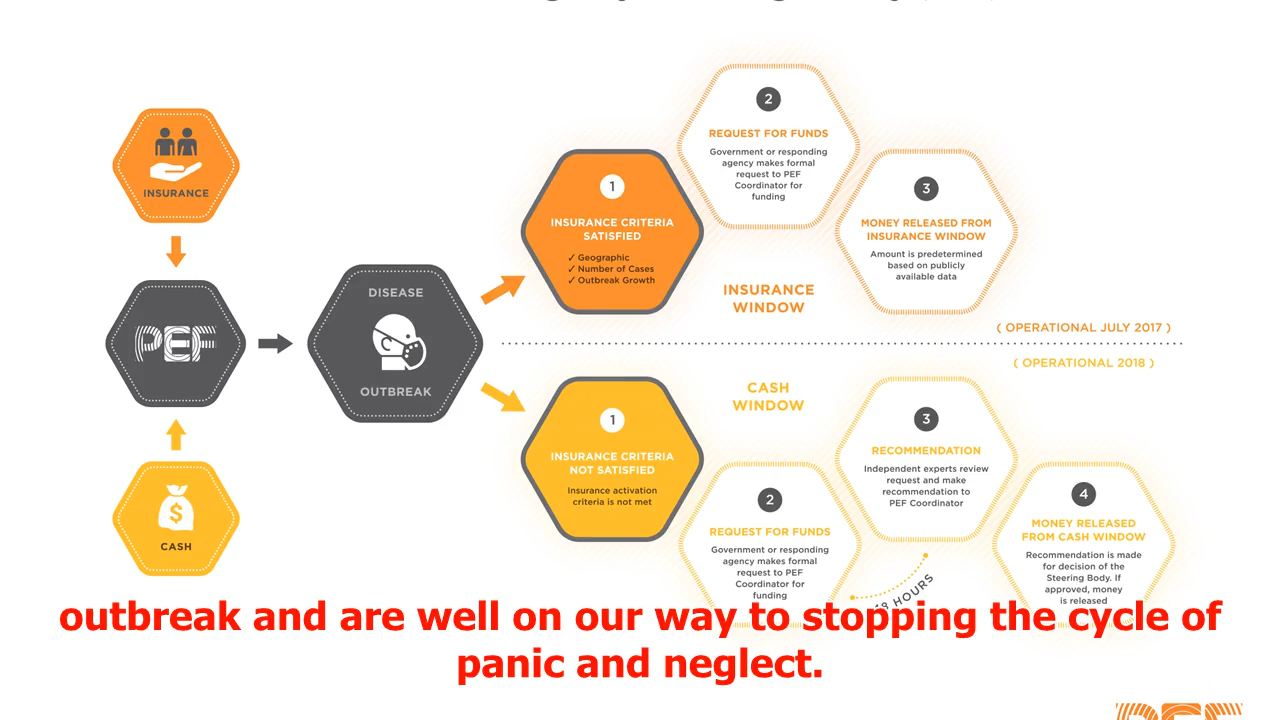 INSURANCE
PEF
CASH
DISEASE
OUTBREAK
1
INSURANCE CRITERIA
SATISFIED
✓ Geographic
✓ Number of Cases
✓ Outbreak Growth
2
REQUEST FOR FUNDS
Government or responding
agency makes formal
request to PEF
Coordinator for
funding
3
MONEY RELEASED FROM
INSURANCE WINDOW
Amount is predetermined
based on publicly
available data
INSURANCE
WINDOW
( OPERATIONAL JULY 2017 )
( OPERATIONAL 2018 )
CASH
WINDOW
1
INSURANCE CRITERIA
NOT SATISFIED
Insurance activation
criteria is not met
2
REQUEST FOR FUNDS
Government or responding
agency makes formal
request to PEF
Coordinator for
funding
HOURS
3
RECOMMENDATION
Independent experts review
request and make
recommendation to
PEF Coordinator
4
MONEY RELEASED
FROM CASH WINDOW
Recommendation is made
for decision of the
Steering Body. If
approved, money
is released
outbreak and are well on our way to stopping the cycle of
panic and neglect.